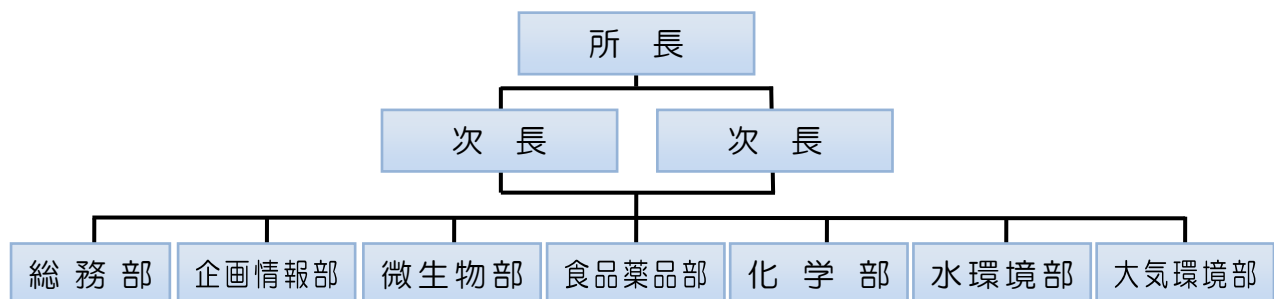 所 長
次 長
次 長
総 務 部
企画情報部
微生物部
食品薬品部
化 学 部
水環境部
大気環境部